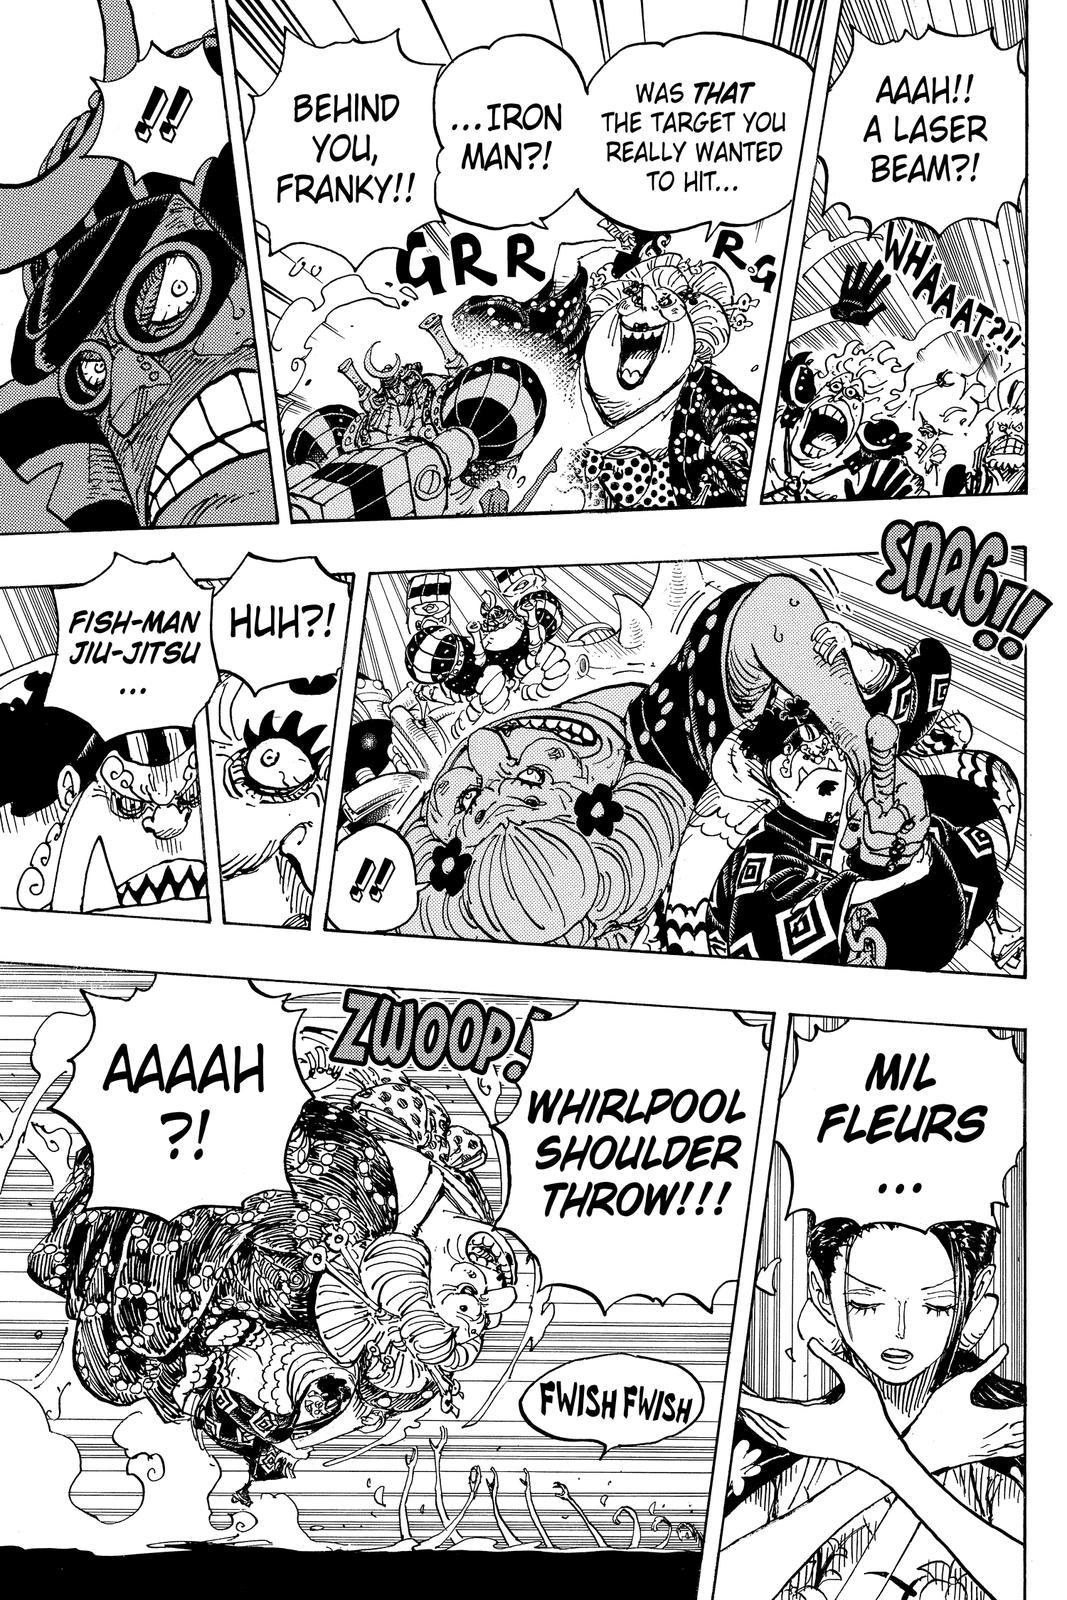 AAAH!!
A LASER
BEAM?!
WHAAAT?!!
WAS THAT
THE TARGET YOU
REALLY WANTED
TO HIT...
...IRON
MAN?!
GRR
RG
BEHIND
YOU,
FRANKY!!
!!
SNAG!!
!!
HUH?!
FISH-MAN
JIU-JITSU
...
MIL
FLEURS
...
WHIRLPOOL
SHOULDER
THROW!!!
ZWOOP!
FWISH FWISH
AAAAH
?!